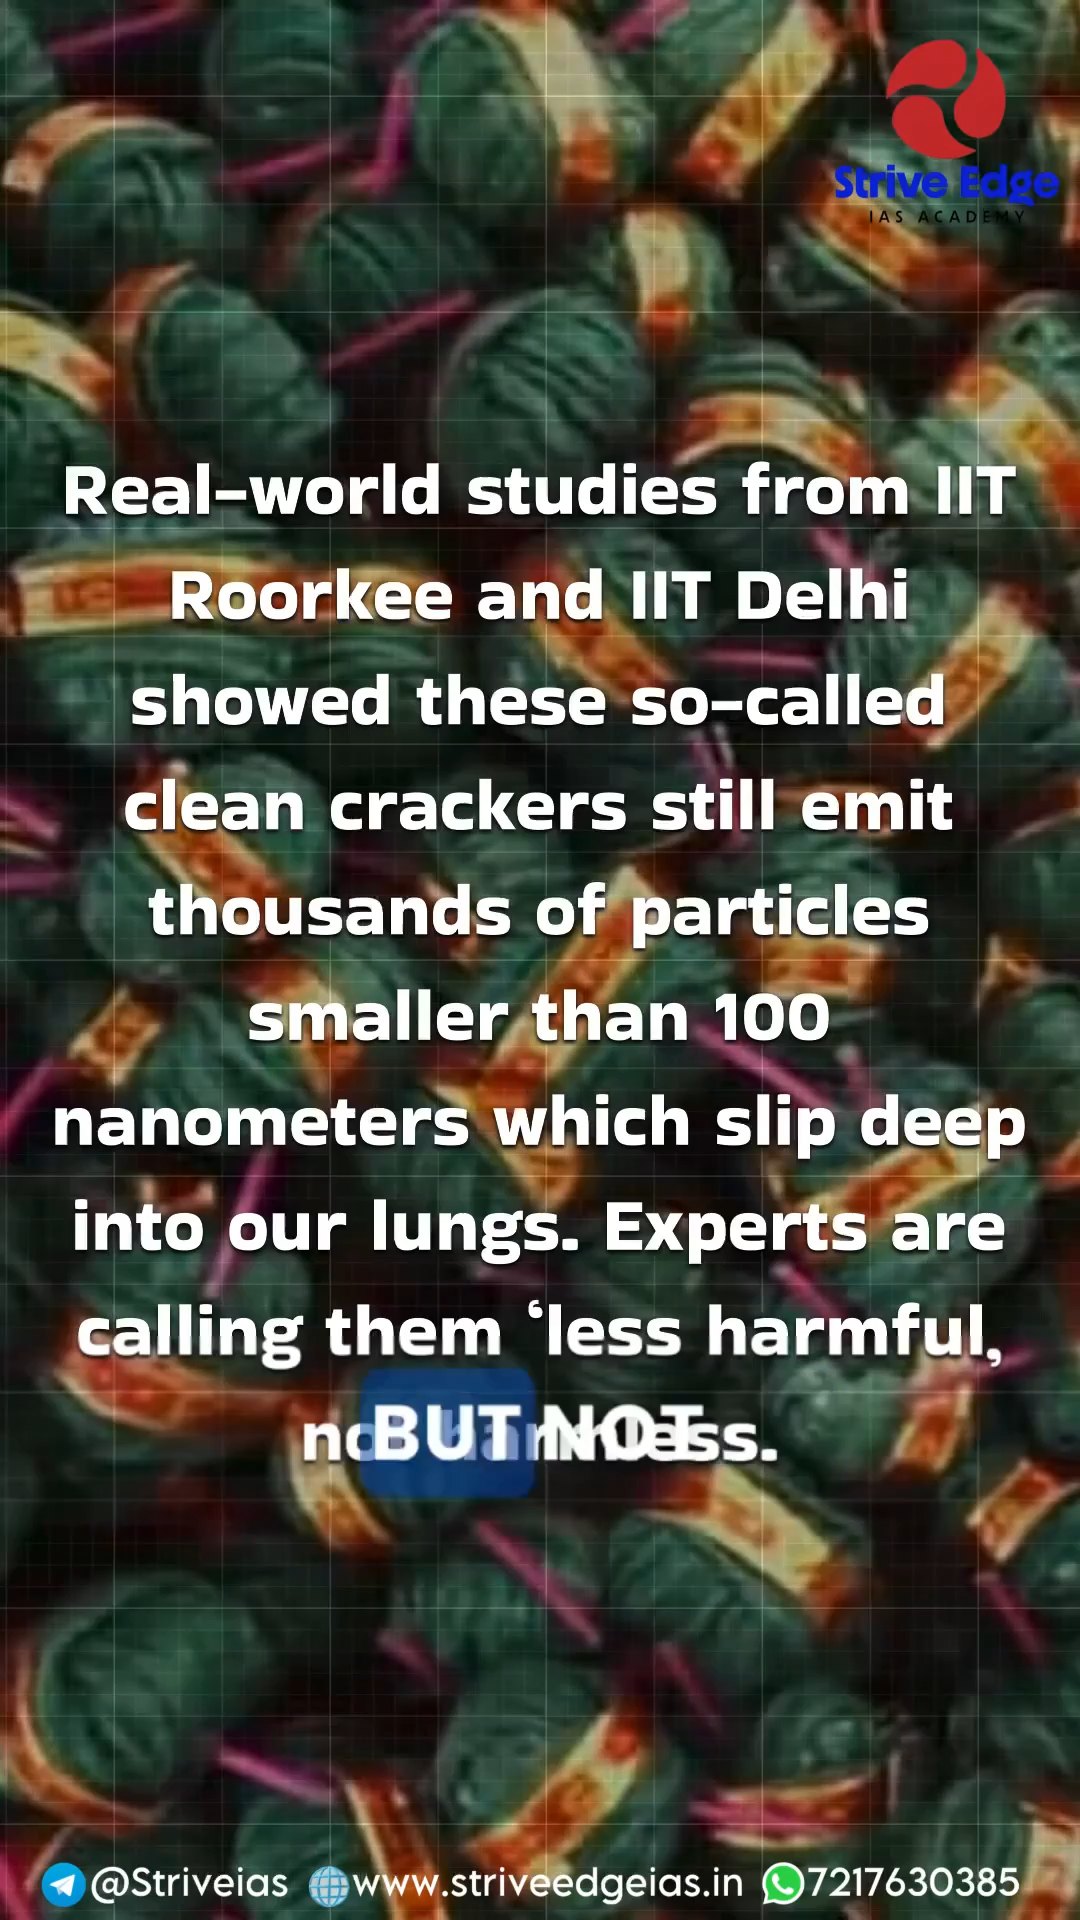 Strive Edge
IAS ACADEMY
Real-world studies from IIT
Roorkee and IIT Delhi
showed these so-called
clean crackers still emit
thousands of particles
smaller than 100
nanometers which slip deep
into our lungs. Experts are
calling them ‘less harmful,
not harmless.
BUT NOT
@Striveias www.striveedgeias.in 7217630385